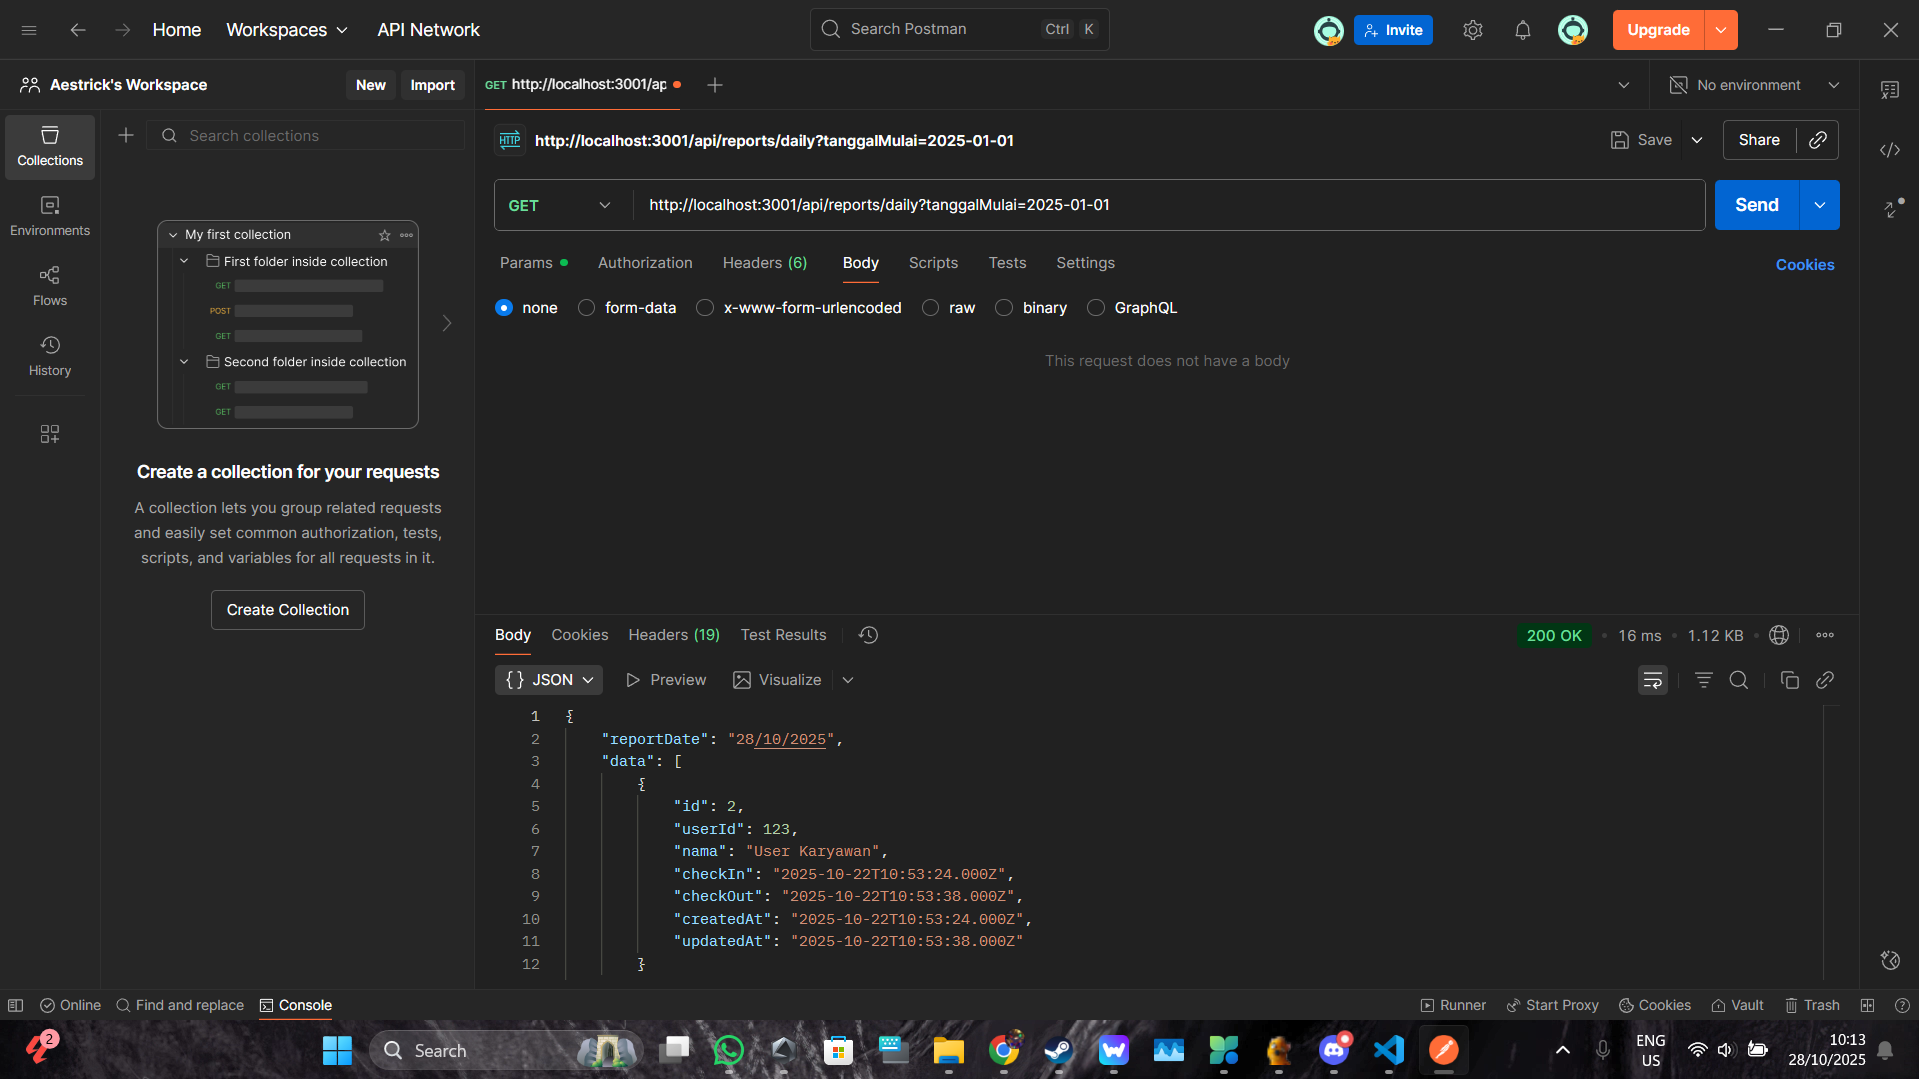 Home
Workspaces
API Network
Search Postman
Ctrl K
Invite
Upgrade
Aestrick's Workspace
New
Import
GET http://localhost:3001/ap
No environment
Collections
Environments
Flows
History
Search collections
My first collection
First folder inside collection
GET
POST
GET
Second folder inside collection
GET
GET
Create a collection for your requests
A collection lets you group related requests
and easily set common authorization, tests,
scripts, and variables for all requests in it.
Create Collection
HTTP
http://localhost:3001/api/reports/daily?tanggalMulai=2025-01-01
Save
Share
GET
http://localhost:3001/api/reports/daily?tanggalMulai=2025-01-01
Send
Params
Authorization
Headers (6)
Body
Scripts
Tests
Settings
Cookies
none
form-data
x-www-form-urlencoded
raw
binary
GraphQL
This request does not have a body
Body
Cookies
Headers (19)
Test Results
200 OK
16 ms
1.12 KB
{} JSON
Preview
Visualize
1 {
2 "reportDate": "28/10/2025",
3 "data": [
4 {
5 "id": 2,
6 "userId": 123,
7 "nama": "User Karyawan",
8 "checkIn": "2025-10-22T10:53:24.000Z",
9 "checkOut": "2025-10-22T10:53:38.000Z",
10 "createdAt": "2025-10-22T10:53:24.000Z",
11 "updatedAt": "2025-10-22T10:53:38.000Z"
12 }
Online
Find and replace
Console
Runner
Start Proxy
Cookies
Vault
Trash
2
Search
ENG
US
10:13
28/10/2025